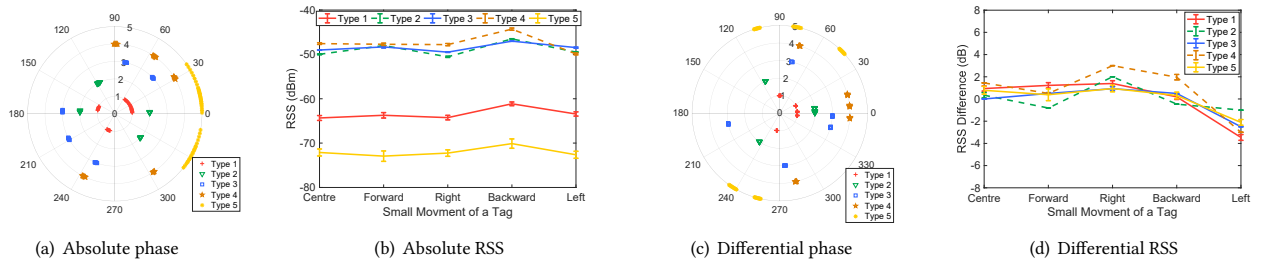 90
120
5
4
3
2
1
0
30
150
180
0
210
240
270
300
Type 1
Type 2
Type 3
Type 4
Type 5
(a) Absolute phase
-40
-50
-60
-70
-80
RSS (dBm)
Type 1 Type 2 Type 3 Type 4 Type 5
Centre Forward Right Backward Left
Small Movment of a Tag
(b) Absolute RSS
90
120
60
5
4
3
2
1
0
30
150
180
0
210
330
240
300
270
Type 1
Type 2
Type 3
Type 4
Type 5
(c) Differential phase
8
6
4
2
0
-2
-4
-6
-8
RSS Difference (dB)
Type 1
Type 2
Type 3
Type 4
Type 5
Centre Forward Right Backward Left
Small Movment of a Tag
(d) Differential RSS